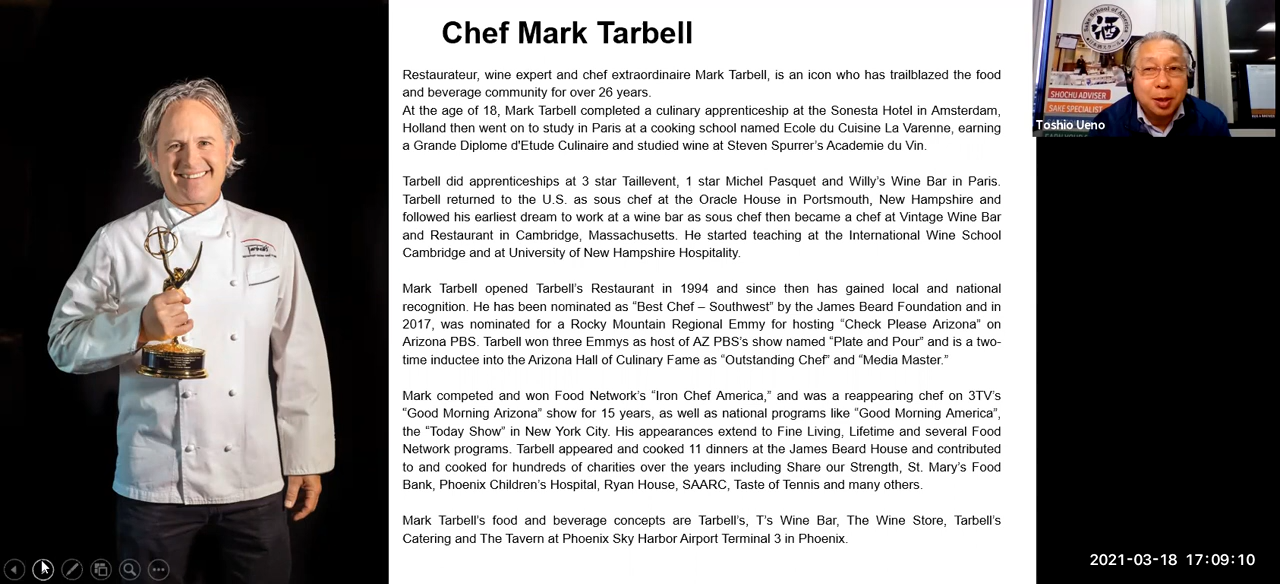 Chef Mark Tarbell
Restaurateur, wine expert and chef extraordinaire Mark Tarbell, is an icon who has trailblazed the food
and beverage community for over 26 years.
At the age of 18, Mark Tarbell completed a culinary apprenticeship at the Sonesta Hotel in Amsterdam,
Holland then went on to study in Paris at a cooking school named Ecole du Cuisine La Varenne, earning
a Grande Diplome d'Etude Culinaire and studied wine at Steven Spurrer's Academie du Vin.
Tarbell did apprenticeships at 3 star Taillevent, 1 star Michel Pasquet and Willy's Wine Bar in Paris.
Tarbell returned to the U.S. as sous chef at the Oracle House in Portsmouth, New Hampshire and
followed his earliest dream to work at a wine bar as sous chef then became a chef at Vintage Wine Bar
and Restaurant in Cambridge, Massachusetts. He started teaching at the International Wine School
Cambridge and at University of New Hampshire Hospitality.
Mark Tarbell opened Tarbell's Restaurant in 1994 and since then has gained local and national
recognition. He has been nominated as “Best Chef – Southwest” by the James Beard Foundation and in
2017, was nominated for a Rocky Mountain Regional Emmy for hosting “Check Please Arizona” on
Arizona PBS. Tarbell won three Emmys as host of AZ PBS's show named “Plate and Pour” and is a two-
time inductee into the Arizona Hall of Culinary Fame as “Outstanding Chef” and “Media Master.”
Mark competed and won Food Network's “Iron Chef America,” and was a reappearing chef on 3TV's
“Good Morning Arizona” show for 15 years, as well as national programs like “Good Morning America”,
the “Today Show” in New York City. His appearances extend to Fine Living, Lifetime and several Food
Network programs. Tarbell appeared and cooked 11 dinners at the James Beard House and contributed
to and cooked for hundreds of charities over the years including Share our Strength, St. Mary's Food
Bank, Phoenix Children's Hospital, Ryan House, SAARC, Taste of Tennis and many others.
Mark Tarbell's food and beverage concepts are Tarbell's, T's Wine Bar, The Wine Store, Tarbell's
Catering and The Tavern at Phoenix Sky Harbor Airport Terminal 3 in Phoenix.
Tarbell's
Sake School of America
SHOCHU ADVISER
SAKE SPECIALIST
Toshio Ueno
2021-03-18 17:09:10